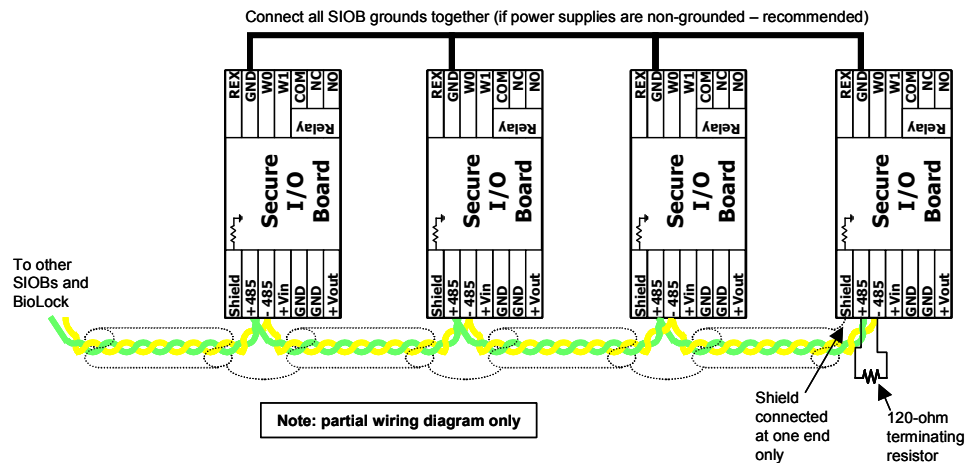 Connect all SIOB grounds together (if power supplies are non-grounded – recommended)
REX
GND
W0
W1
COM
NC
NO
Relay
Secure
I/O
Board
Shield
+ 485
- 485
+ Vin
GND
GND
+ Vout
REX
GND
W0
W1
COM
NC
NO
Relay
Secure
I/O
Board
Shield
+ 485
- 485
+ Vin
GND
GND
+ Vout
REX
GND
W0
W1
COM
NC
NO
Relay
Secure
I/O
Board
Shield
+ 485
- 485
+ Vin
GND
GND
+ Vout
REX
GND
W0
W1
COM
NC
NO
Relay
Secure
I/O
Board
Shield
+ 485
- 485
+ Vin
GND
GND
+ Vout
To other
SIOBs and
BioLock
Note: partial wiring diagram only
Shield
connected
at one end
only
120-ohm
terminating
resistor